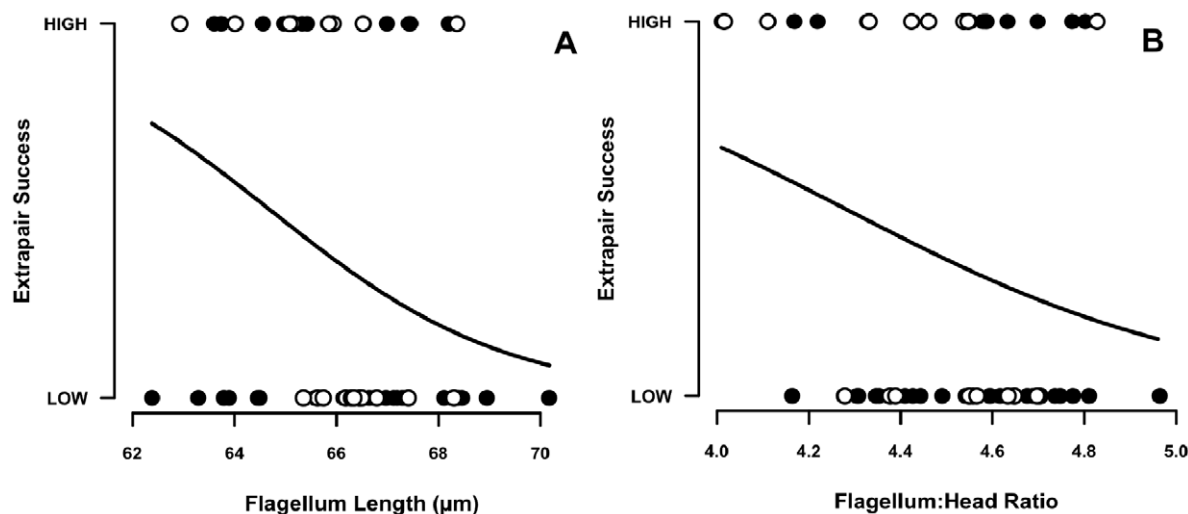 HIGH
A
Extrapair Success
LOW
62 64 66 68 70
Flagellum Length (µm)
HIGH
B
Extrapair Success
LOW
4.0 4.2 4.4 4.6 4.8 5.0
Flagellum:Head Ratio